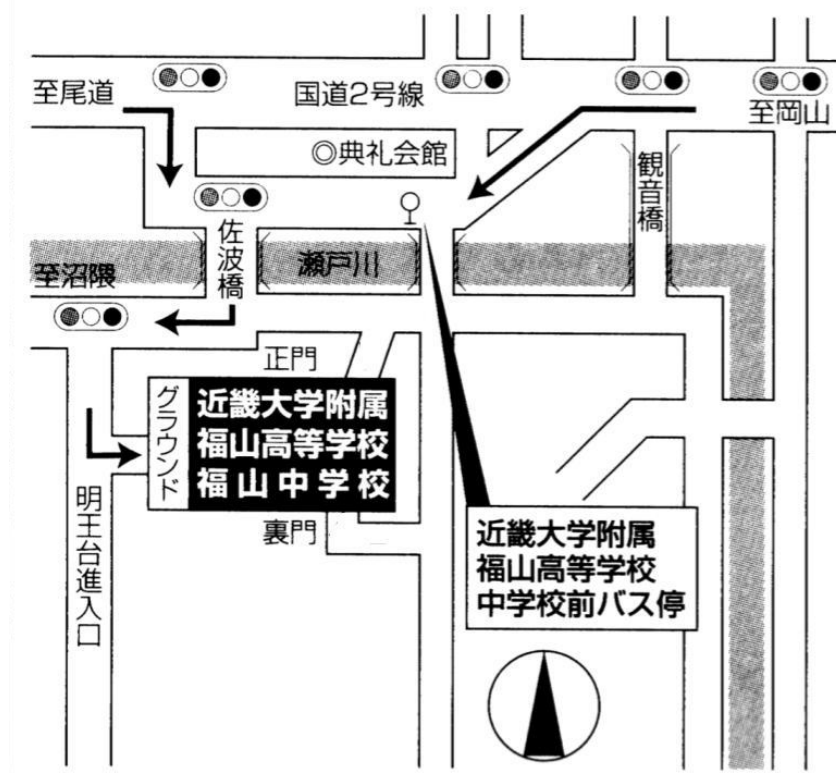 至尾道
国道2号線
至岡山
◎典礼会館
観音橋
佐波橋
瀬戸川
至沼隈
正門
グラウンド
近畿大学附属
福山高等学校
福山中学校
裏門
明王台進入口
近畿大学附属
福山高等学校
中学校前バス停